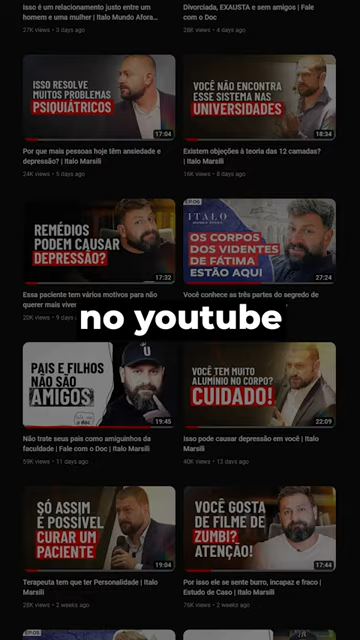 Isso é um relacionamento justo entre um
homem e uma mulher | Italo Mundo Afora...
27K views • 3 days ago
Divorciada, EXAUSTA e sem amigos | Fale
com o Doc
28K views • 4 days ago
ISSO RESOLVE
MUITOS PROBLEMAS
PSIQUIÁTRICOS
17:04
VOCÊ NÃO ENCONTRA
ESSE SISTEMA NAS
UNIVERSIDADES
18:34
Por que mais pessoas hoje têm ansiedade e
depressão? | Italo Marsili
24K views • 5 days ago
Existem objeções à teoria das 12 camadas?
| Italo Marsili
16K views • 8 days ago
REMÉDIOS
PODEM CAUSAR
DEPRESSÃO?
17:32
EP.06
ITALO
OS CORPOS
DOS VIDENTES
DE FÁTIMA
ESTÃO AQUI
27:24
Essa paciente tem vários motivos para não
querer mais viver
20K views • 9 days
Você conhece as três partes do segredo de
no youtube
PAIS E FILHOS
NÃO SÃO
AMIGOS
19:45
VOCÊ TEM MUITO
ALUMÍNIO NO CORPO?
CUIDADO!
22:09
Não trate seus pais como amiguinhos da
faculdade | Fale com o Doc | Italo Marsili
59K views • 11 days ago
Isso pode causar depressão em você | Italo
Marsili
40K views • 13 days ago
SÓ ASSIM
É POSSÍVEL
CURAR UM
PACIENTE
19:04
VOCÊ GOSTA
DE FILME DE
ZUMBI?
ATENÇÃO!
17:44
Terapeuta tem que ter Personalidade | Italo
Marsili
28K views • 2 weeks ago
Por isso ele se sente burro, incapaz e fraco |
Estudo de Caso | Italo Marsili
76K views • 2 weeks ago